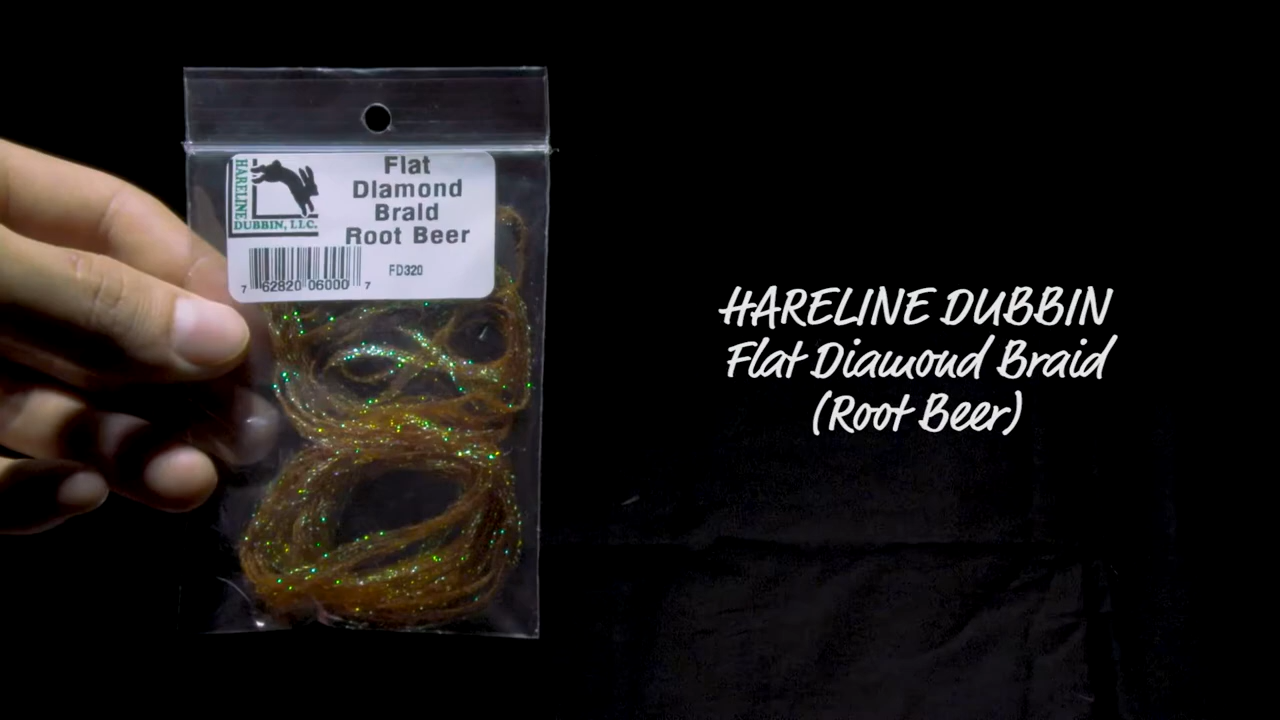 HARELINE
DUBBIN, LLC.
Flat
DIamond
BraId
Root Beer
FD320
7 62820 06000 7
HARELINE DUBBIN
Flat Diamond Braid
(Root Beer)